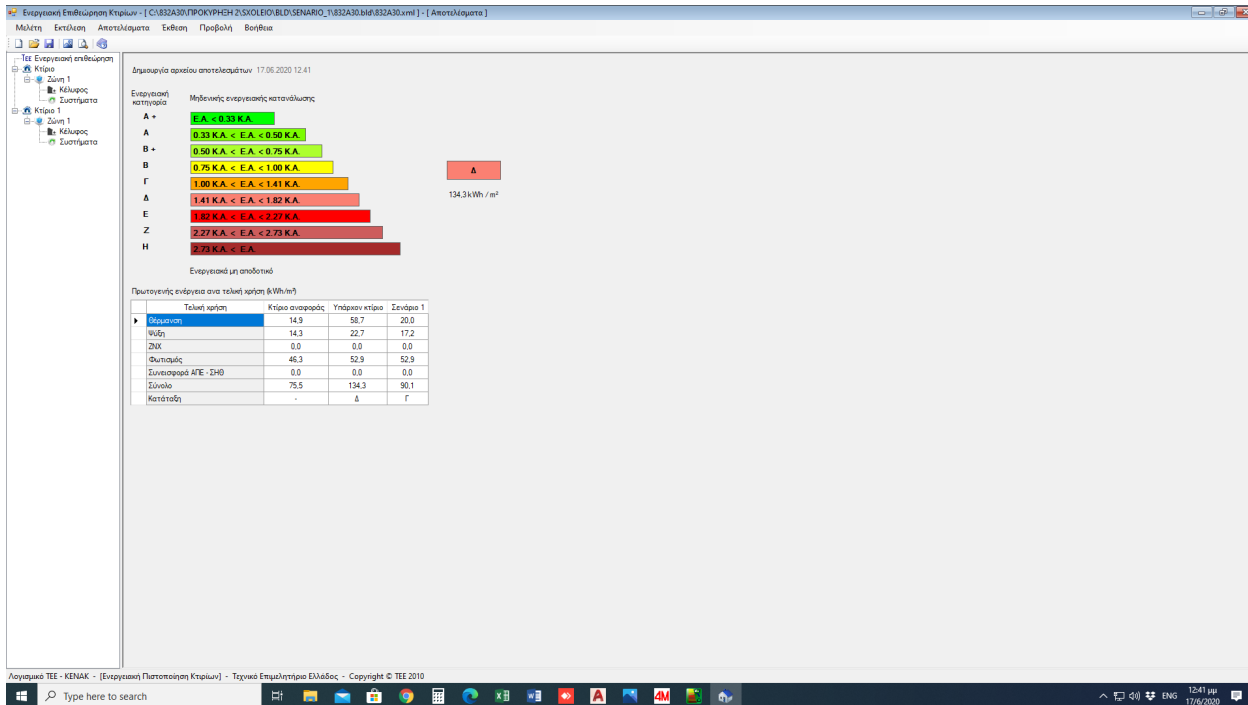 Ενεργειακή Επιθεώρηση Κτιρίων - [ C:\832A30\ΠΡΟΚΥΡΗΞΗ 2\SXOLEIO\BLD\SENARIO_1\832A30.bld\832A30.xml ] - [ Αποτελέσματα ]
Μελέτη Εκτέλεση Αποτελέσματα Έκθεση Προβολή Βοήθεια
ΤΕΕ Ενεργειακή επιθεώρηση
Κτίριο
Ζώνη 1
Κέλυφος
Συστήματα
Κτίριο 1
Ζώνη 1
Κέλυφος
Συστήματα
Δημιουργία αρχείου αποτελεσμάτων 17.06.2020 12.41
Ενεργειακή κατηγορία
Μηδενικής ενεργειακής κατανάλωσης
Α + Ε.Α. < 0.33 Κ.Α.
Α 0.33 Κ.Α. < Ε.Α. < 0.50 Κ.Α.
Β + 0.50 Κ.Α. < Ε.Α. < 0.75 Κ.Α.
Β 0.75 Κ.Α. < Ε.Α. < 1.00 Κ.Α.
Δ
Γ 1.00 Κ.Α. < Ε.Α. < 1.41 Κ.Α.
Δ 1.41 Κ.Α. < Ε.Α. < 1.82 Κ.Α.
134,3 kWh / m²
Ε 1.82 Κ.Α. < Ε.Α. < 2.27 Κ.Α.
Ζ 2.27 Κ.Α. < Ε.Α. < 2.73 Κ.Α.
Η 2.73 Κ.Α. < Ε.Α.
Ενεργειακά μη αποδοτικό
Πρωτογενής ενέργεια ανα τελική χρήση (kWh/m²)
Τελική χρήση Κτίριο αναφοράς Υπάρχον κτίριο Σενάριο 1
Θέρμανση 14,9 58,7 20,0
Ψύξη 14,3 22,7 17,2
ΖΝΧ 0,0 0,0 0,0
Φωτισμός 46,3 52,9 52,9
Συνεισφορά ΑΠΕ - ΣΗΘ 0,0 0,0 0,0
Σύνολο 75,5 134,3 90,1
Κατάταξη - Δ Γ
Λογισμικό ΤΕΕ - ΚΕΝΑΚ - [Ενεργειακή Πιστοποίηση Κτιρίων] - Τεχνικό Επιμελητήριο Ελλάδος - Copyright © TEE 2010
Type here to search
4M
ENG
12:41 μμ
17/6/2020